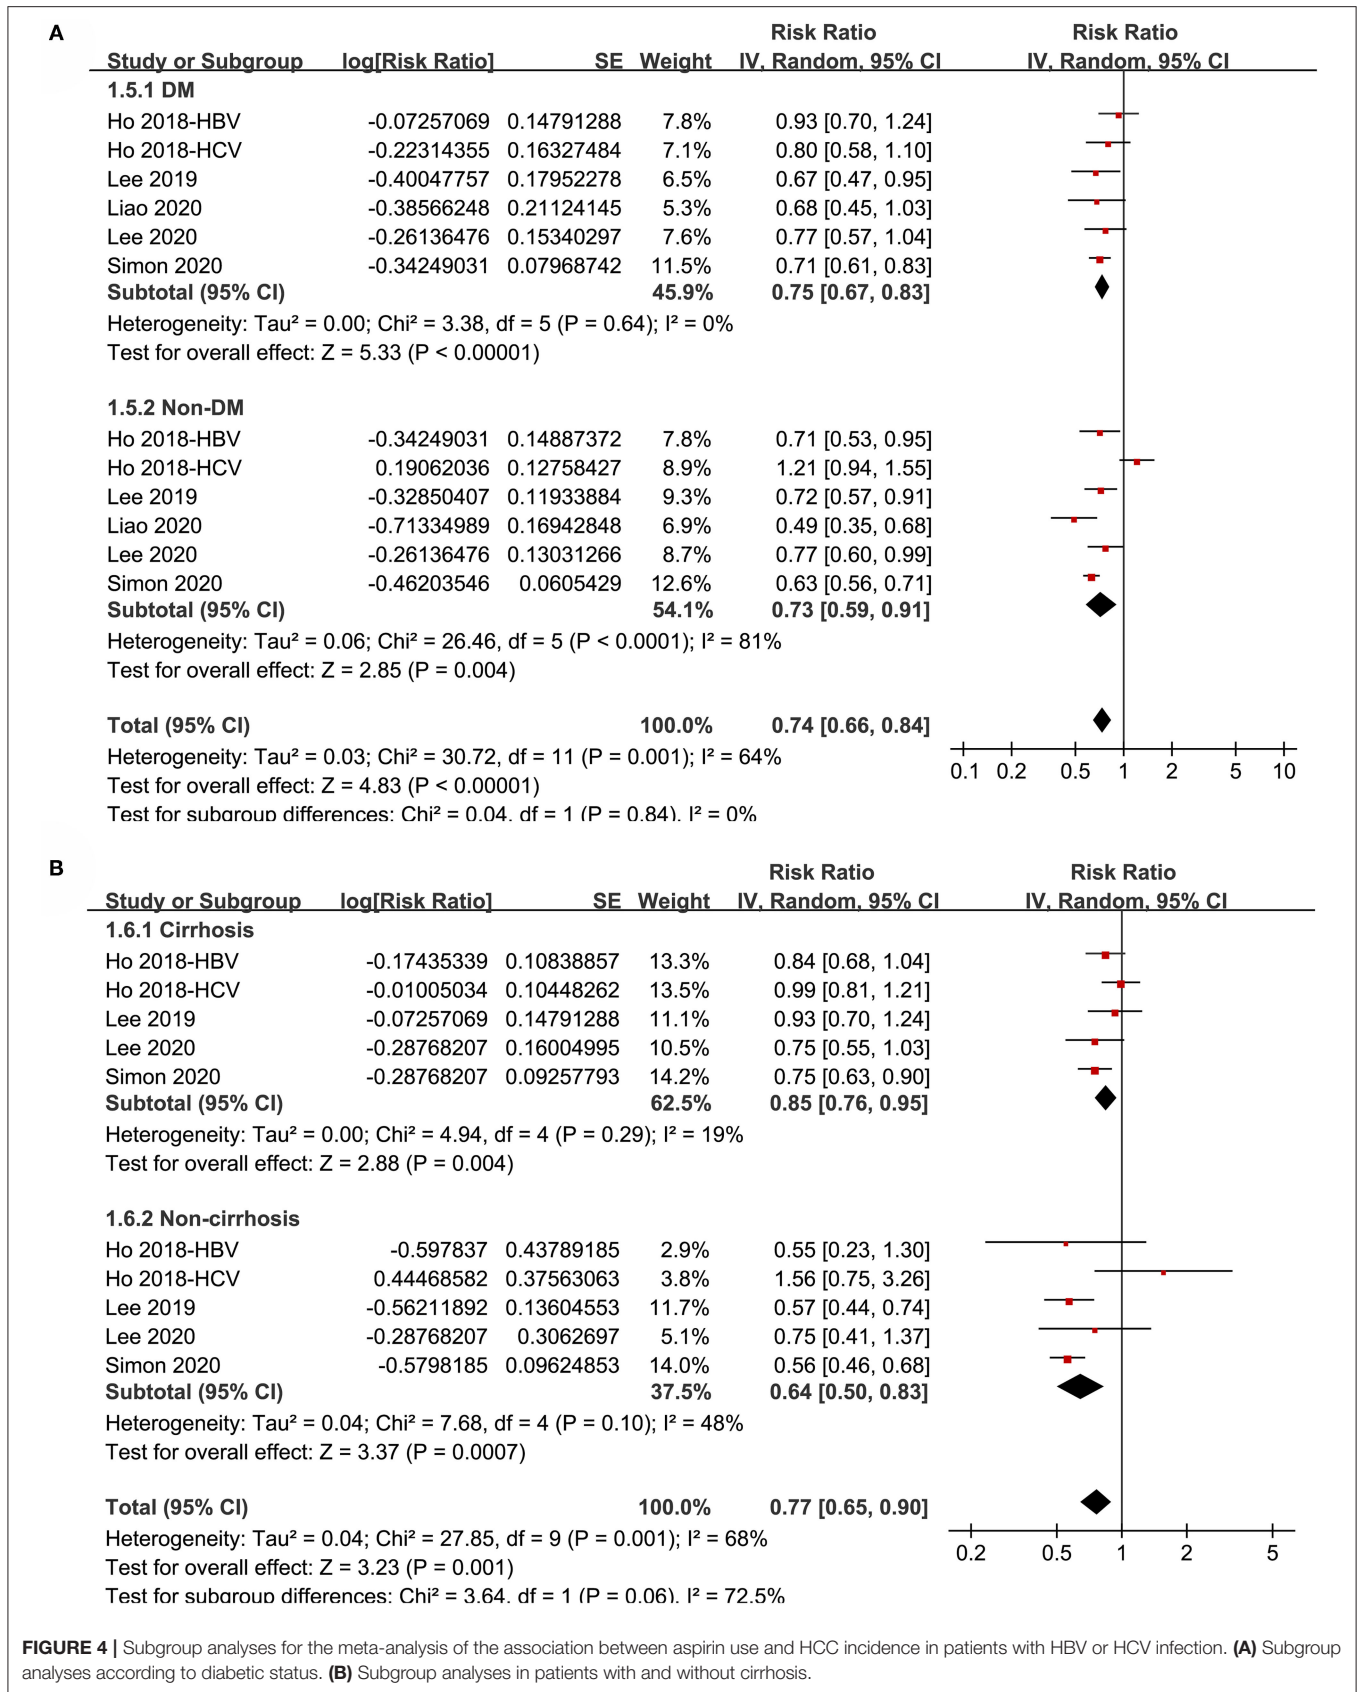 A
Risk Ratio Risk Ratio
Study or Subgroup log[Risk Ratio] SE Weight IV, Random, 95% CI IV, Random, 95% CI
1.5.1 DM
Ho 2018-HBV -0.07257069 0.14791288 7.8% 0.93 [0.70, 1.24]
Ho 2018-HCV -0.22314355 0.16327484 7.1% 0.80 [0.58, 1.10]
Lee 2019 -0.40047757 0.17952278 6.5% 0.67 [0.47, 0.95]
Liao 2020 -0.38566248 0.21124145 5.3% 0.68 [0.45, 1.03]
Lee 2020 -0.26136476 0.15340297 7.6% 0.77 [0.57, 1.04]
Simon 2020 -0.34249031 0.07968742 11.5% 0.71 [0.61, 0.83]
Subtotal (95% CI) 45.9% 0.75 [0.67, 0.83]
Heterogeneity: Tau² = 0.00; Chi² = 3.38, df = 5 (P = 0.64); I² = 0%
Test for overall effect: Z = 5.33 (P < 0.00001)
1.5.2 Non-DM
Ho 2018-HBV -0.34249031 0.14887372 7.8% 0.71 [0.53, 0.95]
Ho 2018-HCV 0.19062036 0.12758427 8.9% 1.21 [0.94, 1.55]
Lee 2019 -0.32850407 0.11933884 9.3% 0.72 [0.57, 0.91]
Liao 2020 -0.71334989 0.16942848 6.9% 0.49 [0.35, 0.68]
Lee 2020 -0.26136476 0.13031266 8.7% 0.77 [0.60, 0.99]
Simon 2020 -0.46203546 0.0605429 12.6% 0.63 [0.56, 0.71]
Subtotal (95% CI) 54.1% 0.73 [0.59, 0.91]
Heterogeneity: Tau² = 0.06; Chi² = 26.46, df = 5 (P < 0.0001); I² = 81%
Test for overall effect: Z = 2.85 (P = 0.004)
Total (95% CI) 100.0% 0.74 [0.66, 0.84]
Heterogeneity: Tau² = 0.03; Chi² = 30.72, df = 11 (P = 0.001); I² = 64%
0.1 0.2 0.5 1 2 5 10
Test for overall effect: Z = 4.83 (P < 0.00001)
Test for subgroup differences: Chi² = 0.04, df = 1 (P = 0.84), I² = 0%
B
Risk Ratio Risk Ratio
Study or Subgroup log[Risk Ratio] SE Weight IV, Random, 95% CI IV, Random, 95% CI
1.6.1 Cirrhosis
Ho 2018-HBV -0.17435339 0.10838857 13.3% 0.84 [0.68, 1.04]
Ho 2018-HCV -0.01005034 0.10448262 13.5% 0.99 [0.81, 1.21]
Lee 2019 -0.07257069 0.14791288 11.1% 0.93 [0.70, 1.24]
Lee 2020 -0.28768207 0.16004995 10.5% 0.75 [0.55, 1.03]
Simon 2020 -0.28768207 0.09257793 14.2% 0.75 [0.63, 0.90]
Subtotal (95% CI) 62.5% 0.85 [0.76, 0.95]
Heterogeneity: Tau² = 0.00; Chi² = 4.94, df = 4 (P = 0.29); I² = 19%
Test for overall effect: Z = 2.88 (P = 0.004)
1.6.2 Non-cirrhosis
Ho 2018-HBV -0.597837 0.43789185 2.9% 0.55 [0.23, 1.30]
Ho 2018-HCV 0.44468582 0.37563063 3.8% 1.56 [0.75, 3.26]
Lee 2019 -0.56211892 0.13604553 11.7% 0.57 [0.44, 0.74]
Lee 2020 -0.28768207 0.3062697 5.1% 0.75 [0.41, 1.37]
Simon 2020 -0.5798185 0.09624853 14.0% 0.56 [0.46, 0.68]
Subtotal (95% CI) 37.5% 0.64 [0.50, 0.83]
Heterogeneity: Tau² = 0.04; Chi² = 7.68, df = 4 (P = 0.10); I² = 48%
Test for overall effect: Z = 3.37 (P = 0.0007)
Total (95% CI) 100.0% 0.77 [0.65, 0.90]
Heterogeneity: Tau² = 0.04; Chi² = 27.85, df = 9 (P = 0.001); I² = 68%
0.2 0.5 1 2 5
Test for overall effect: Z = 3.23 (P = 0.001)
Test for subgroup differences: Chi² = 3.64, df = 1 (P = 0.06), I² = 72.5%
FIGURE 4 | Subgroup analyses for the meta-analysis of the association between aspirin use and HCC incidence in patients with HBV or HCV infection. (A) Subgroup
analyses according to diabetic status. (B) Subgroup analyses in patients with and without cirrhosis.